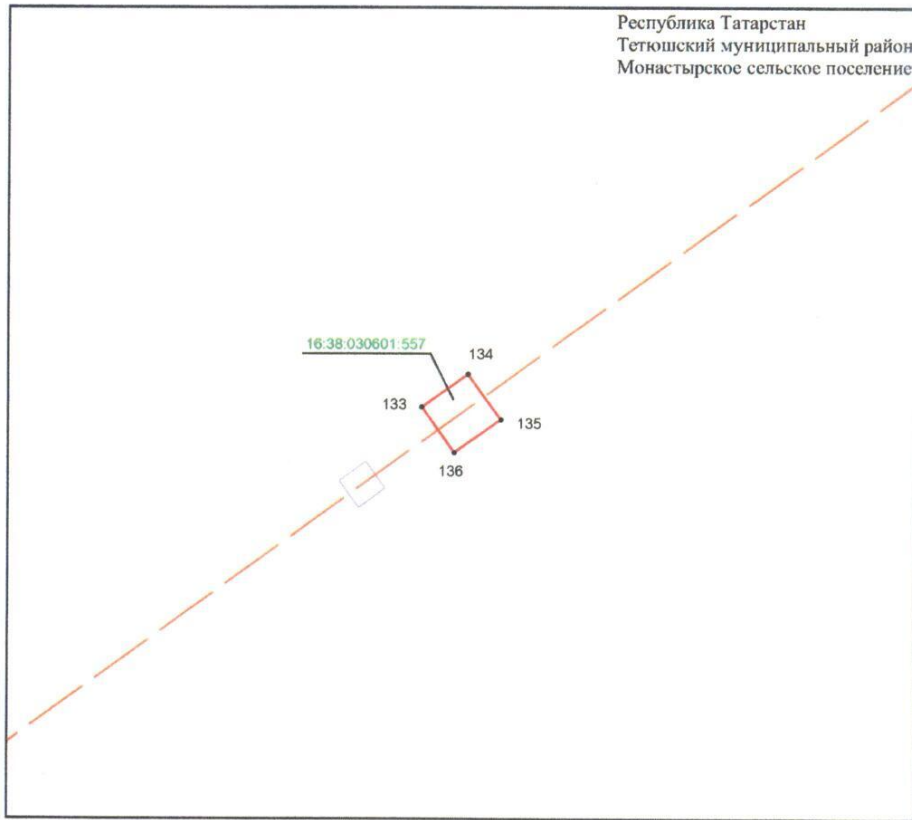 Республика Татарстан
Тетюшский муниципальный район
Монастырское сельское поселение
16:38:030601:557
134
133
135
136